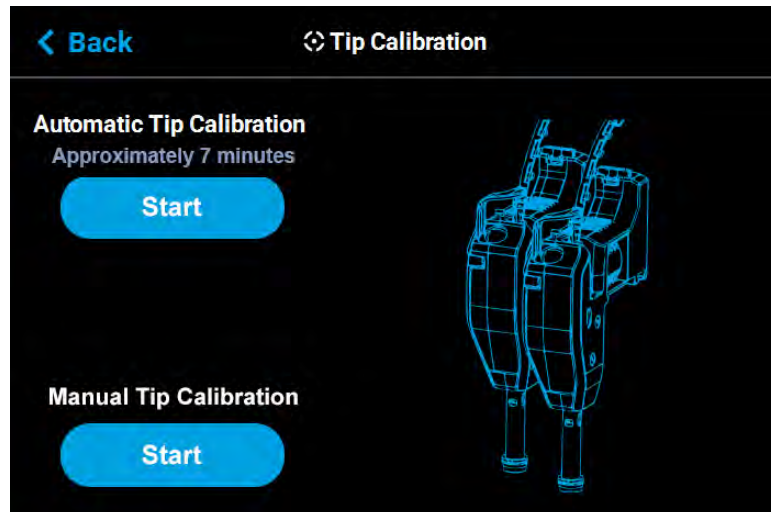 Back
Tip Calibration
Automatic Tip Calibration
Approximately 7 minutes
Start
Manual Tip Calibration
Start